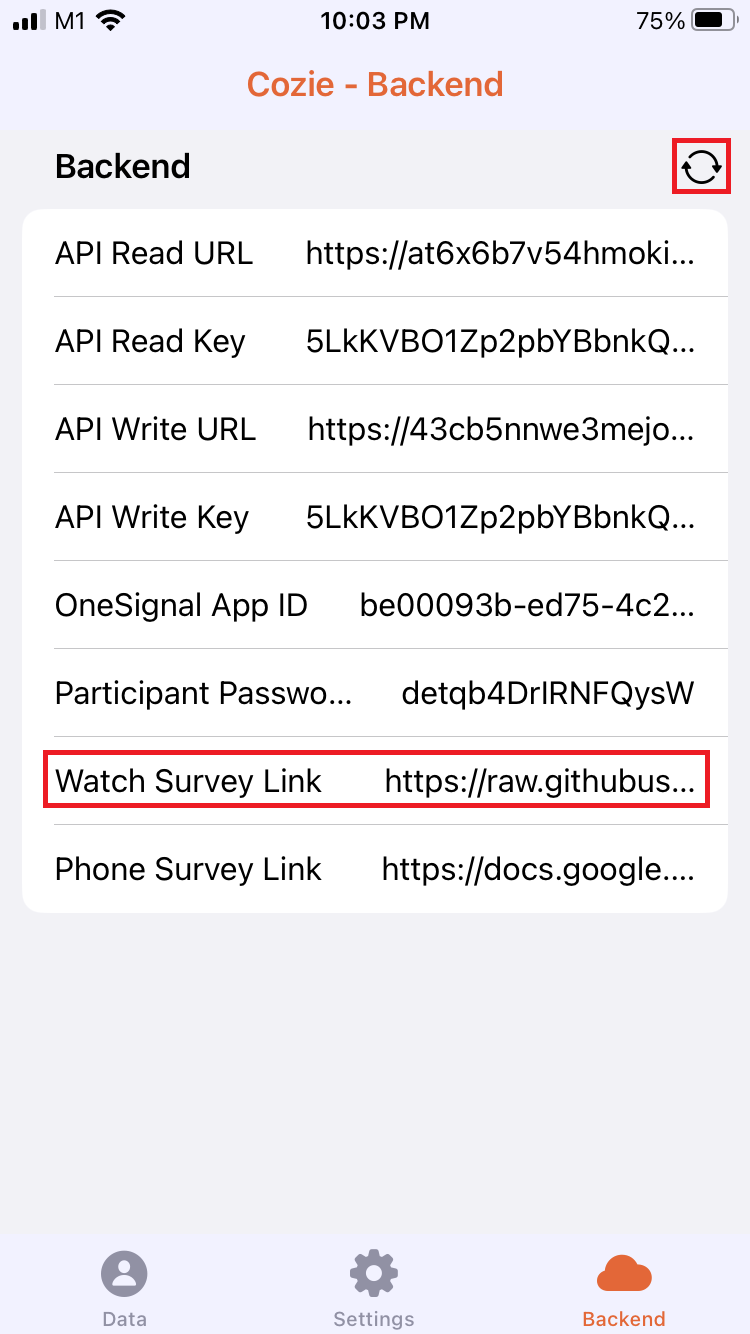 M1 10:03 PM 75%
Cozie - Backend
Backend
API Read URL https://at6x6b7v54hmoki...
API Read Key 5LkKVBO1Zp2pbYBbnkQ...
API Write URL https://43cb5nnwe3mejo...
API Write Key 5LkKVBO1Zp2pbYBbnkQ...
OneSignal App ID be00093b-ed75-4c2...
Participant Passwo... detqb4DrIRNFQysW
Watch Survey Link https://raw.githubus...
Phone Survey Link https://docs.google....
Data Settings Backend